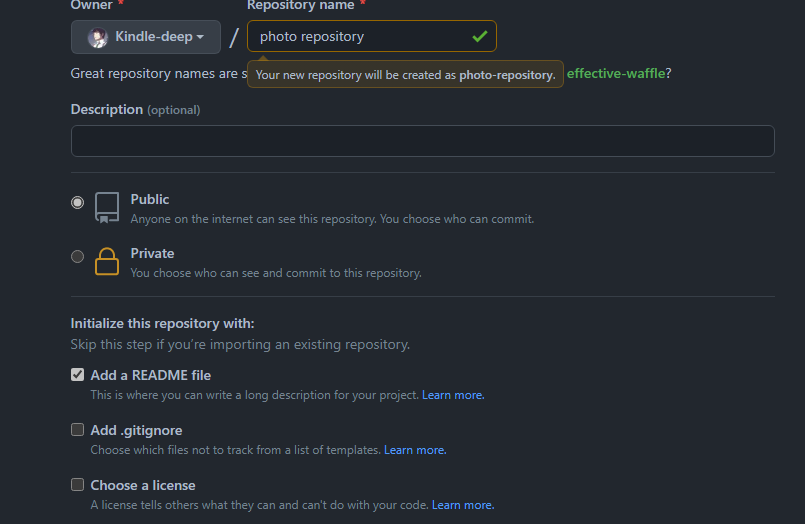 Owner * Repository name *
Kindle-deep / photo repository
Great repository names are s
Your new repository will be created as photo-repository.
effective-waffle?
Description (optional)
Public
Anyone on the internet can see this repository. You choose who can commit.
Private
You choose who can see and commit to this repository.
Initialize this repository with:
Skip this step if you’re importing an existing repository.
Add a README file
This is where you can write a long description for your project. Learn more.
Add .gitignore
Choose which files not to track from a list of templates. Learn more.
Choose a license
A license tells others what they can and can't do with your code. Learn more.